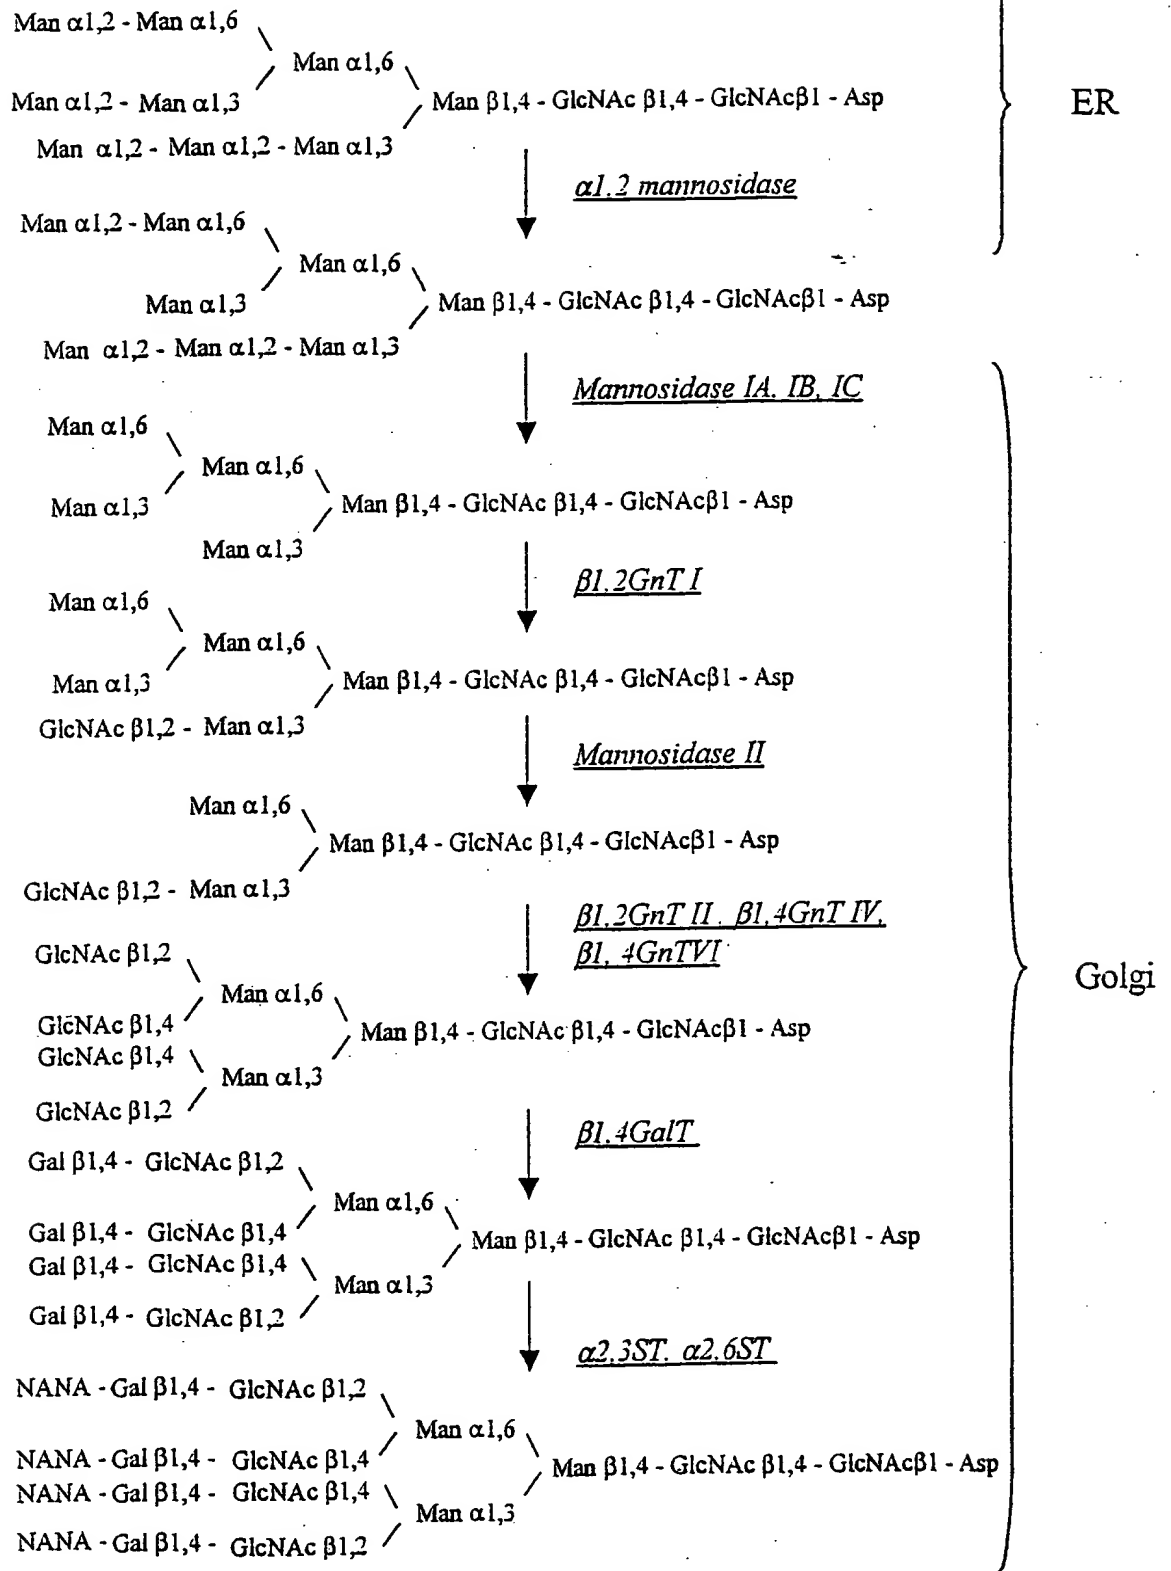 Man α1,2 - Man α1,6
Man α1,6
Man α1,2 - Man α1,3
Man β1,4 - GlcNAc β1,4 - GlcNAcβ1 - Asp
Man α1,2 - Man α1,2 - Man α1,3
ER
α1,2 mannosidase
Man α1,2 - Man α1,6
Man α1,6
Man α1,3
Man β1,4 - GlcNAc β1,4 - GlcNAcβ1 - Asp
Man α1,2 - Man α1,2 - Man α1,3
Mannosidase IA, IB, IC
Man α1,6
Man α1,6
Man α1,3
Man β1,4 - GlcNAc β1,4 - GlcNAcβ1 - Asp
Man α1,3
β1,2GnT I
Man α1,6
Man α1,6
Man α1,3
Man β1,4 - GlcNAc β1,4 - GlcNAcβ1 - Asp
GlcNAc β1,2 - Man α1,3
Mannosidase II
Man α1,6
Man β1,4 - GlcNAc β1,4 - GlcNAcβ1 - Asp
GlcNAc β1,2 - Man α1,3
β1,2GnT II, β1,4GnT IV,
β1, 4GnTVI
GlcNAc β1,2
Man α1,6
GlcNAc β1,4
Man β1,4 - GlcNAc β1,4 - GlcNAcβ1 - Asp
GlcNAc β1,4
Man α1,3
GlcNAc β1,2
Golgi
β1,4GalT
Gal β1,4 - GlcNAc β1,2
Man α1,6
Gal β1,4 - GlcNAc β1,4
Man β1,4 - GlcNAc β1,4 - GlcNAcβ1 - Asp
Gal β1,4 - GlcNAc β1,4
Man α1,3
Gal β1,4 - GlcNAc β1,2
α2,3ST, α2,6ST
NANA - Gal β1,4 - GlcNAc β1,2
Man α1,6
NANA - Gal β1,4 - GlcNAc β1,4
Man β1,4 - GlcNAc β1,4 - GlcNAcβ1 - Asp
NANA - Gal β1,4 - GlcNAc β1,4
Man α1,3
NANA - Gal β1,4 - GlcNAc β1,2